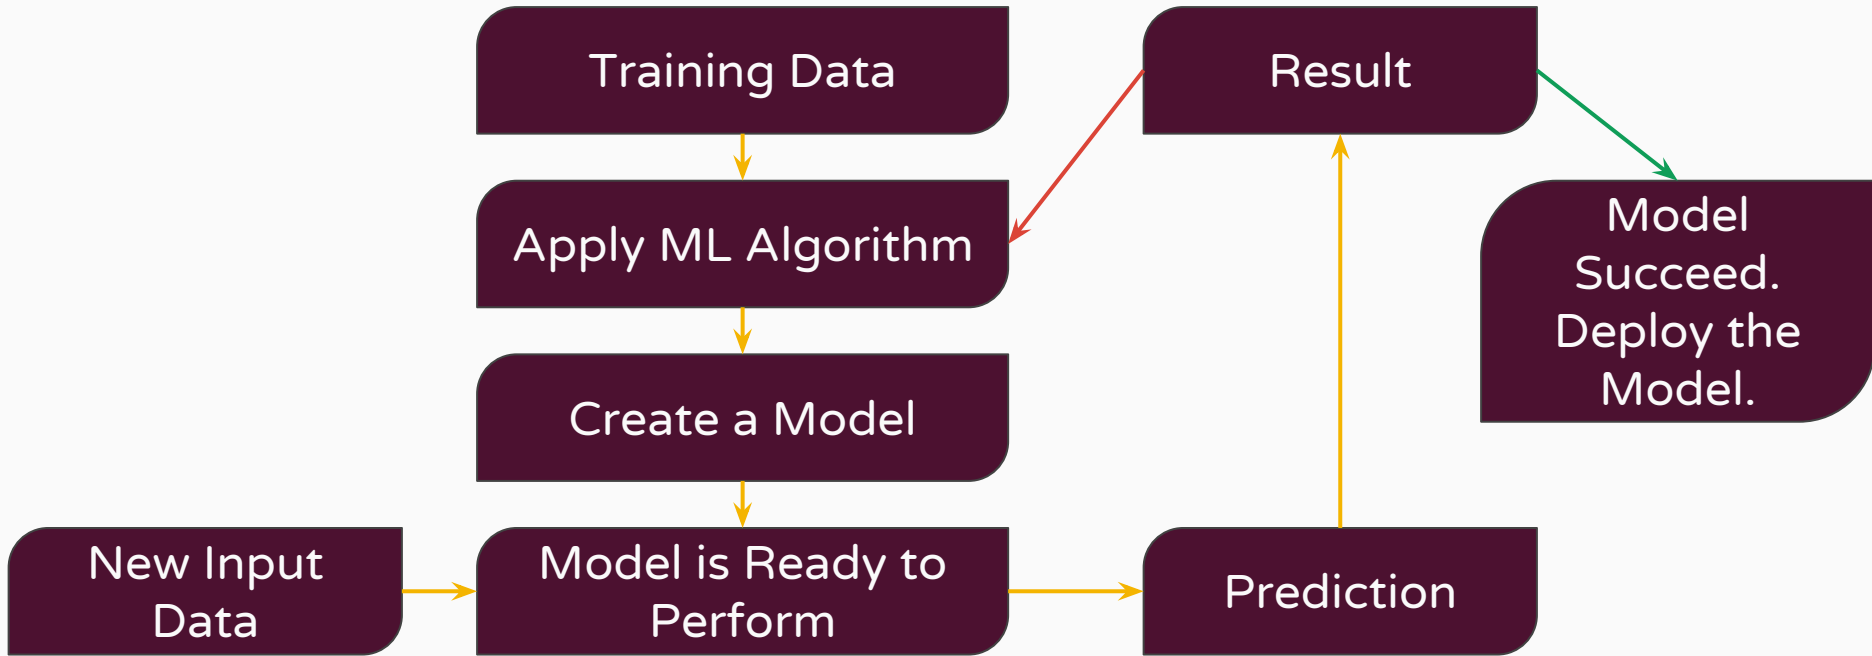 Training Data
Result
Apply ML Algorithm
Model
Succeed.
Deploy the
Model.
Create a Model
New Input
Data
Model is Ready to
Perform
Prediction